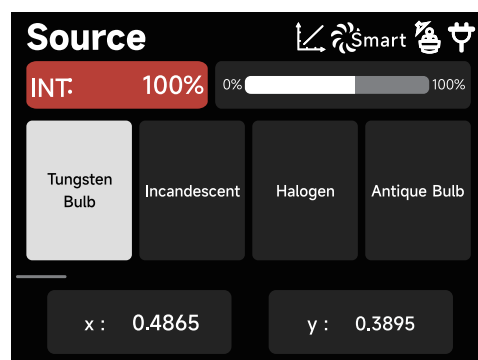 Source
Smart
INT: 100%
0% 100%
Tungsten
Bulb
Incandescent
Halogen
Antique Bulb
x : 0.4865
y : 0.3895